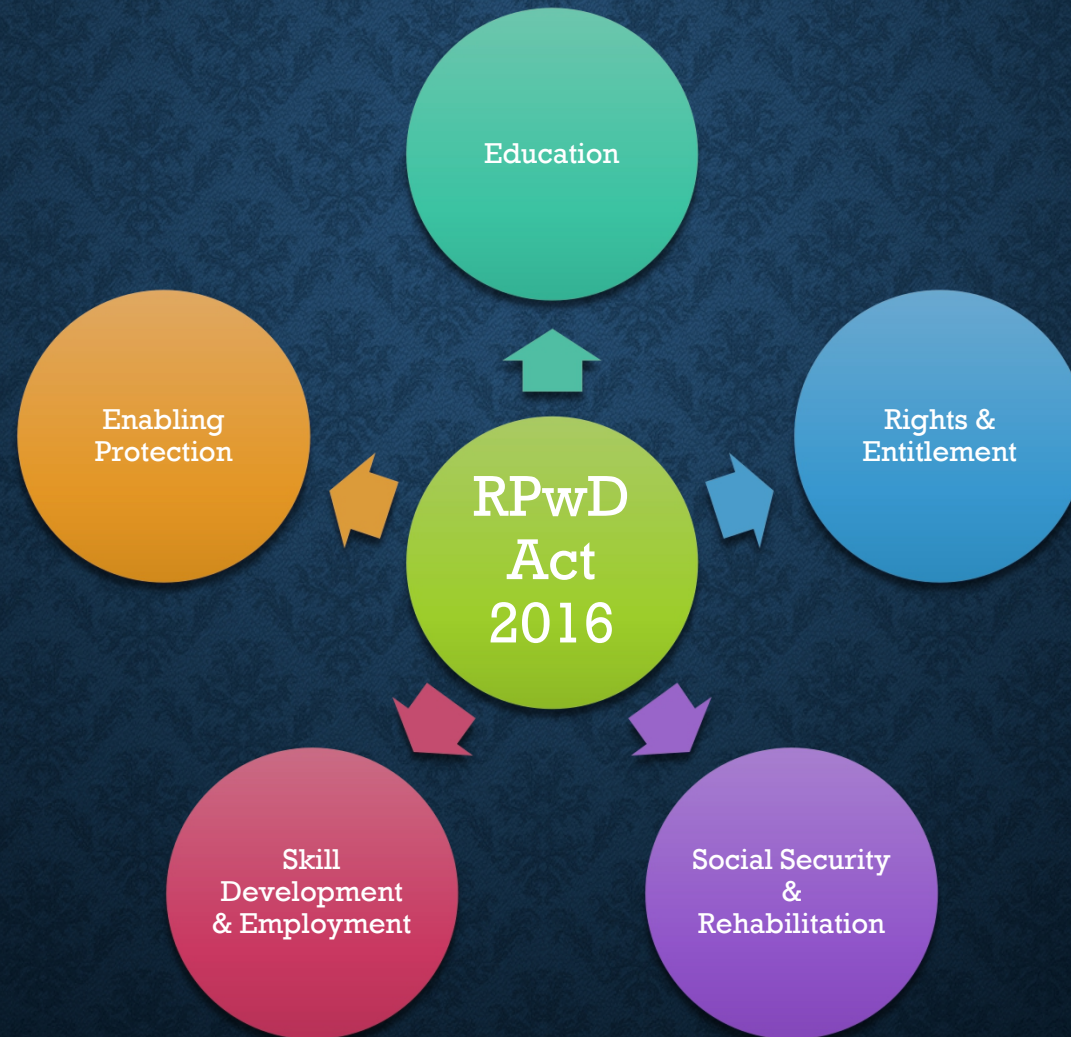 Education
Enabling
Protection
Rights &
Entitlement
RPwD
Act
2016
Skill
Development
& Employment
Social Security
&
Rehabilitation